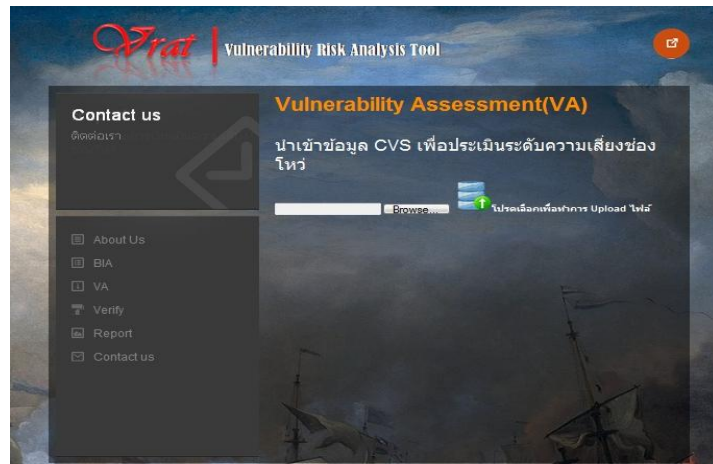 Vrat
Vulnerability Risk Analysis Tool
Contact us
ติดต่อเรา
About Us
BIA
VA
Verify
Report
Contact us
Vulnerability Assessment(VA)
นำเข้าข้อมูล CVS เพื่อประเมินระดับความเสี่ยงช่อง
โหว่
Browse...
โปรดเลือกเพื่อทำการ Upload ไฟล์